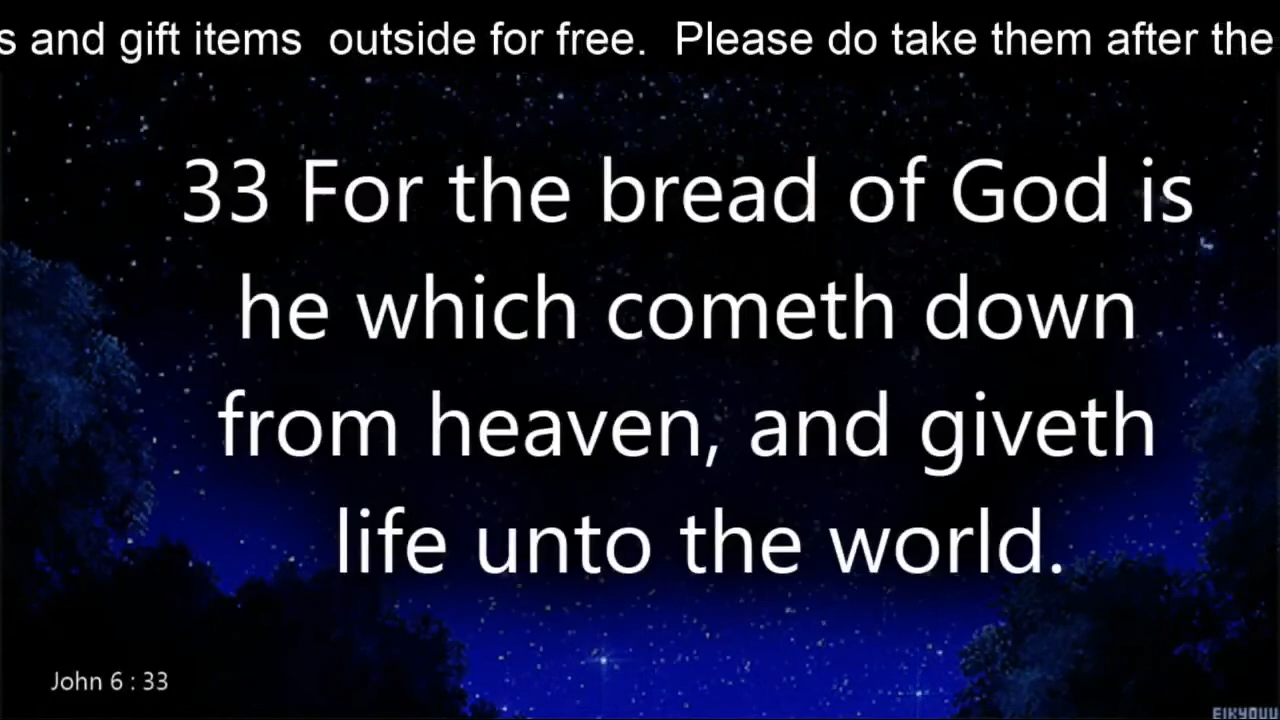 s and gift items  outside for free.  Please do take them after the
33 For the bread of God is
he which cometh down
from heaven, and giveth
life unto the world.
John 6 : 33
EIKYOUU